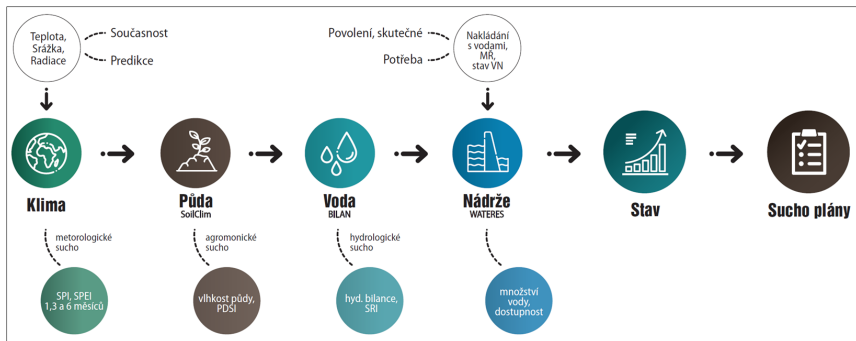 Teplota,
Srážka,
Radiace
Současnost
Predikce
Povolení, skutečné
Potřeba
Nakládání
s vodami,
MŘ,
stav VN
Klima
Půda
SoilClim
Voda
BILAN
Nádrže
WATERES
Stav
Sucho plány
metorologické
sucho
agromonické
sucho
hydrologické
sucho
SPI, SPEI
1,3 a 6 měsíců
vlhkost půdy,
PDSI
hyd. bilance,
SRI
množství
vody,
dostupnost